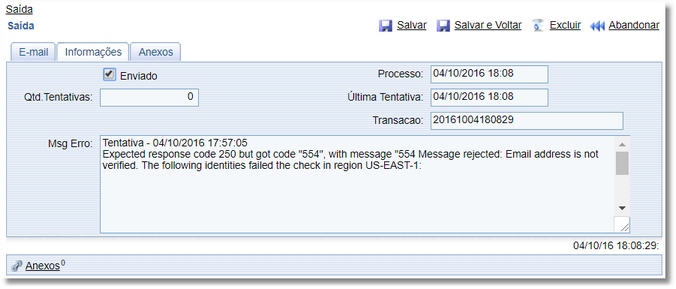 Saída
Saída Salvar Salvar e Voltar Excluir Abandonar
E-mail Informações Anexos
Enviado Processo: 04/10/2016 18:08
Qtd.Tentativas: 0 Última Tentativa: 04/10/2016 18:08
Transacao: 20161004180829
Msg Erro: Tentativa - 04/10/2016 17:57:05
Expected response code 250 but got code "554", with message "554 Message rejected: Email address is not
verified. The following identities failed the check in region US-EAST-1:
04/10/16 18:08:29:
Anexos 0